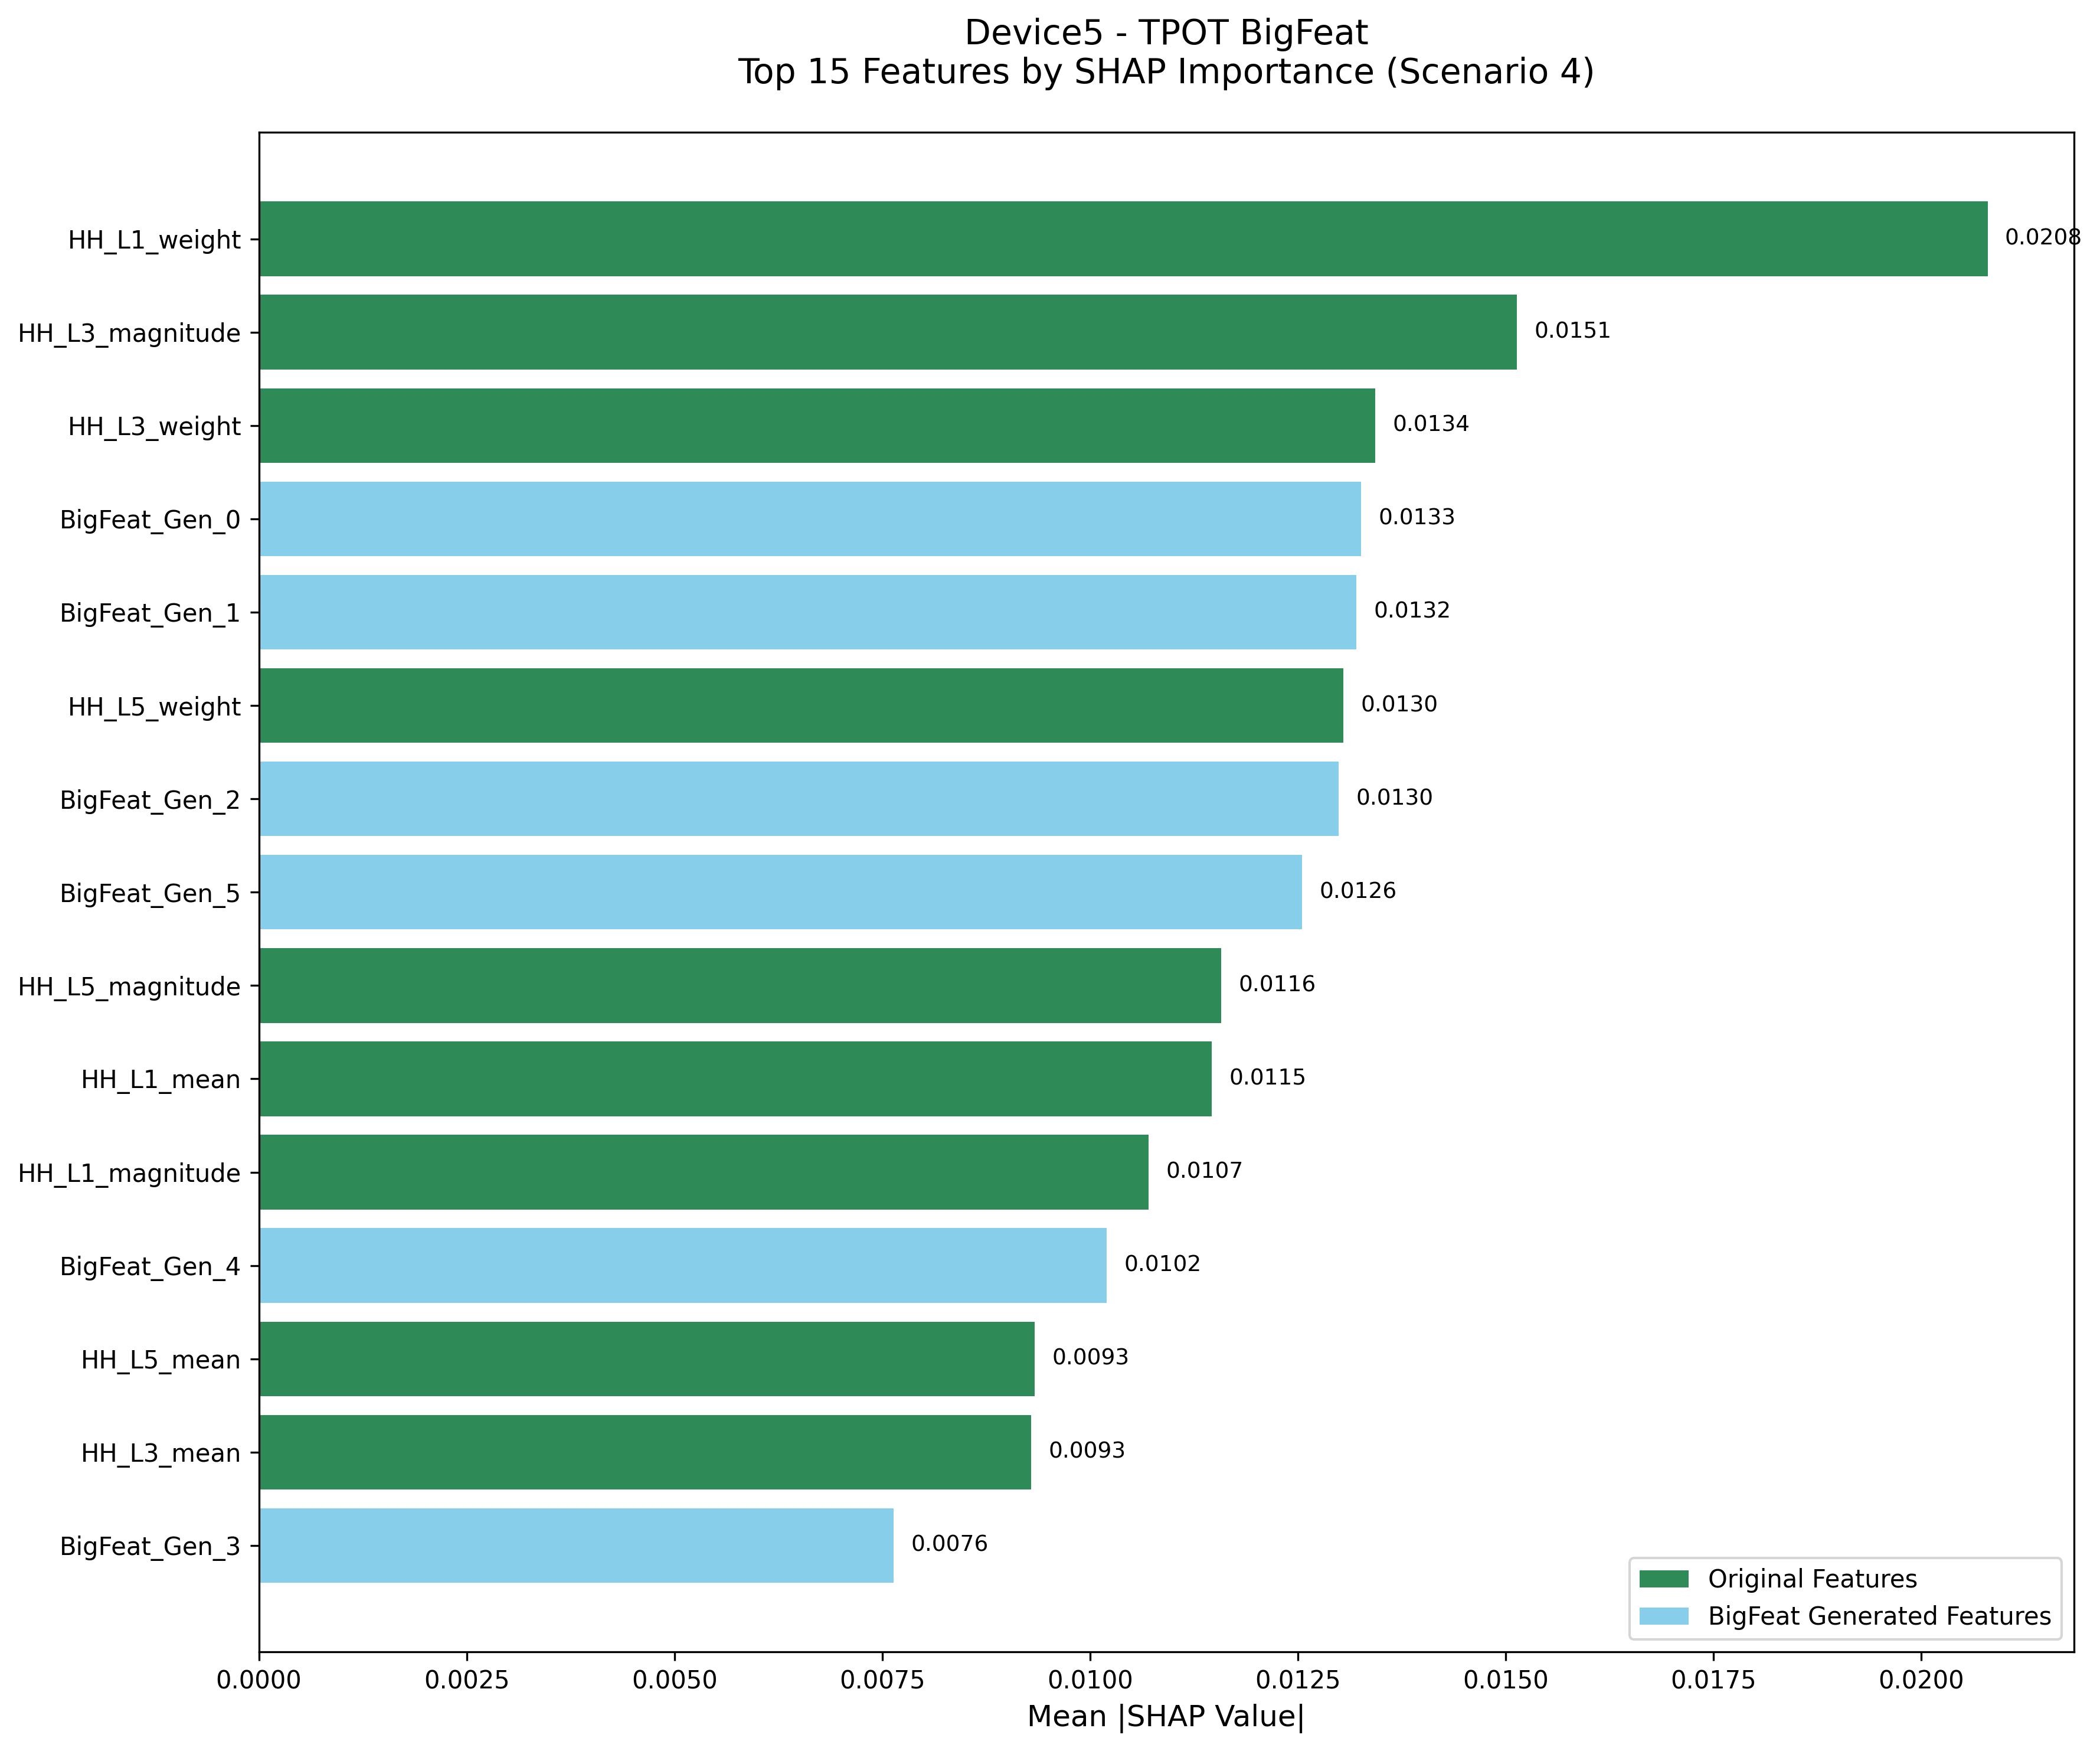 Device5 - TPOT BigFeat
Top 15 Features by SHAP Importance (Scenario 4)
HH_L1_weight 0.0208
HH_L3_magnitude 0.0151
HH_L3_weight 0.0134
BigFeat_Gen_0 0.0133
BigFeat_Gen_1 0.0132
HH_L5_weight 0.0130
BigFeat_Gen_2 0.0130
BigFeat_Gen_5 0.0126
HH_L5_magnitude 0.0116
HH_L1_mean 0.0115
HH_L1_magnitude 0.0107
BigFeat_Gen_4 0.0102
HH_L5_mean 0.0093
HH_L3_mean 0.0093
BigFeat_Gen_3 0.0076
Original Features
BigFeat Generated Features
0.0000 0.0025 0.0050 0.0075 0.0100 0.0125 0.0150 0.0175 0.0200
Mean |SHAP Value|